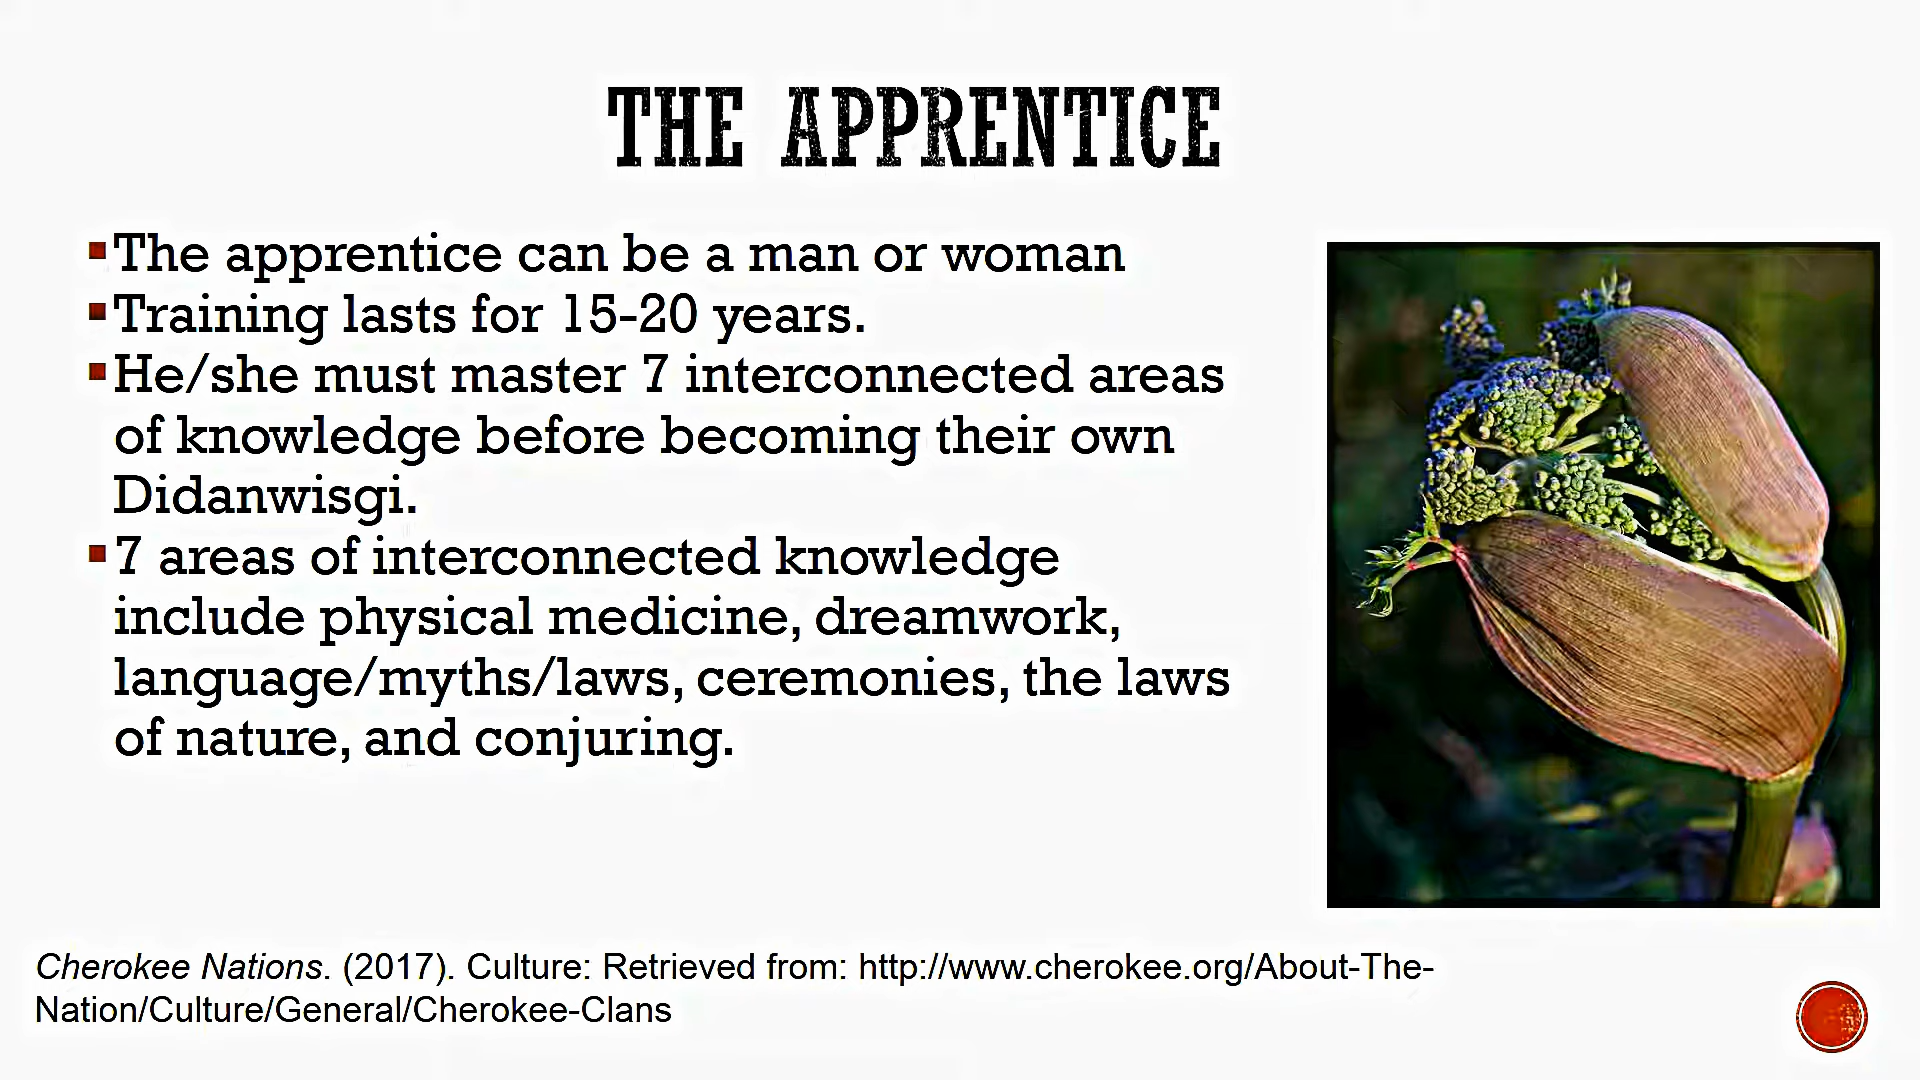 THE APPRENTICE
▪The apprentice can be a man or woman
▪Training lasts for 15-20 years.
▪He/she must master 7 interconnected areas
of knowledge before becoming their own
Didanwisgi.
▪7 areas of interconnected knowledge
include physical medicine, dreamwork,
language/myths/laws, ceremonies, the laws
of nature, and conjuring.
Cherokee Nations. (2017). Culture: Retrieved from: http://www.cherokee.org/About-The-
Nation/Culture/General/Cherokee-Clans